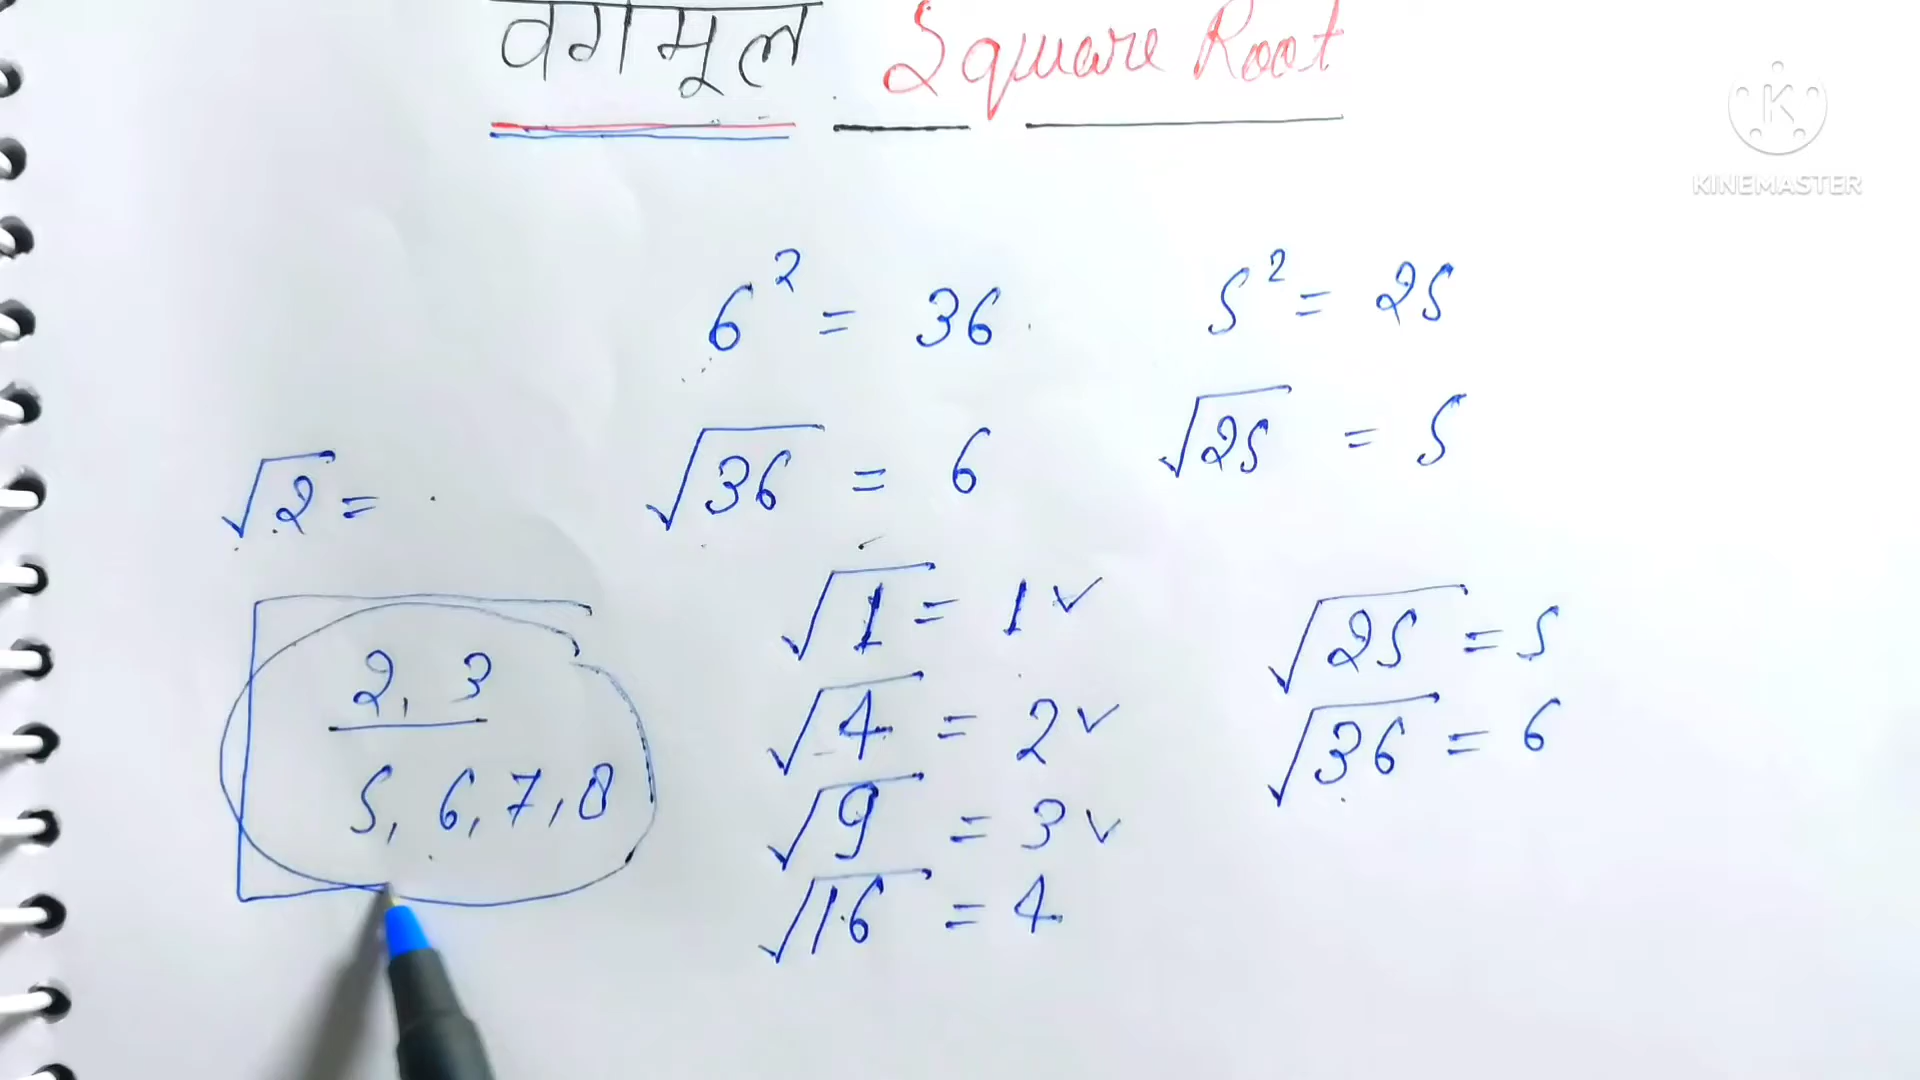 वर्गमूल Square Root
K
KINEMASTER
6² = 36
5² = 25
√36 = 6
√25 = 5
√2 =
2, 3
5, 6, 7, 8
√1 = 1 ✓
√4 = 2 ✓
√9 = 3 ✓
√16 = 4
√25 = 5
√36 = 6